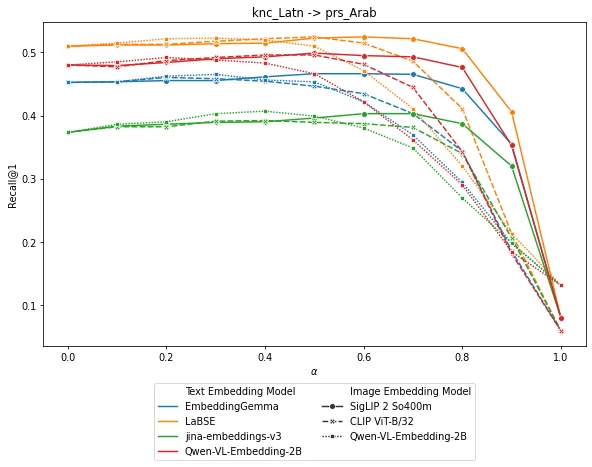 knc_Latn -> prs_Arab
Recall@1
0.5
0.4
0.3
0.2
0.1
0.0 0.2 0.4 0.6 0.8 1.0
α
Text Embedding Model Image Embedding Model
EmbeddingGemma SigLIP 2 So400m
LaBSE CLIP ViT-B/32
jina-embeddings-v3 Qwen-VL-Embedding-2B
Qwen-VL-Embedding-2B